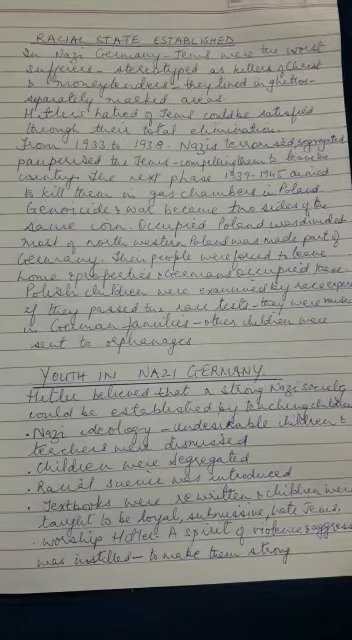 RACIAL STATE ESTABLISHED
In Nazi Germany - Jews were the worst
sufferers - stereotyped as killers of Christ
& moneylenders - they lived in ghettos -
separately marked areas.
Hitler's hatred of Jews could be satisfied
through their total elimination.
From 1933 to 1938. Nazis terrorised, segregated
pauperised the Jews - compelling them to leave the
country. The next phase 1939-1945 aimed
to kill them in gas chambers in Poland.
Genocide & war became two sides of the
same coin. Occupied Poland was divided
most of north western Poland was made part of
Germany. Then people were forced to leave
home & properties & Germans occupied these
Polish children were examined by race experts
if they passed the race tests - they were raised
in German families - other children were
sent to orphanages
YOUTH IN NAZI GERMANY
Hitler believed that a strong Nazi society
could be established by teaching children
• Nazi ideology - undesirable children &
teachers were dismissed
• Children were segregated
• Racial science was introduced
• Textbooks were rewritten & children were
taught to be loyal, submissive, hate Jews,
• worship Hitler. A spirit of violence & aggress
was instilled - to make them strong